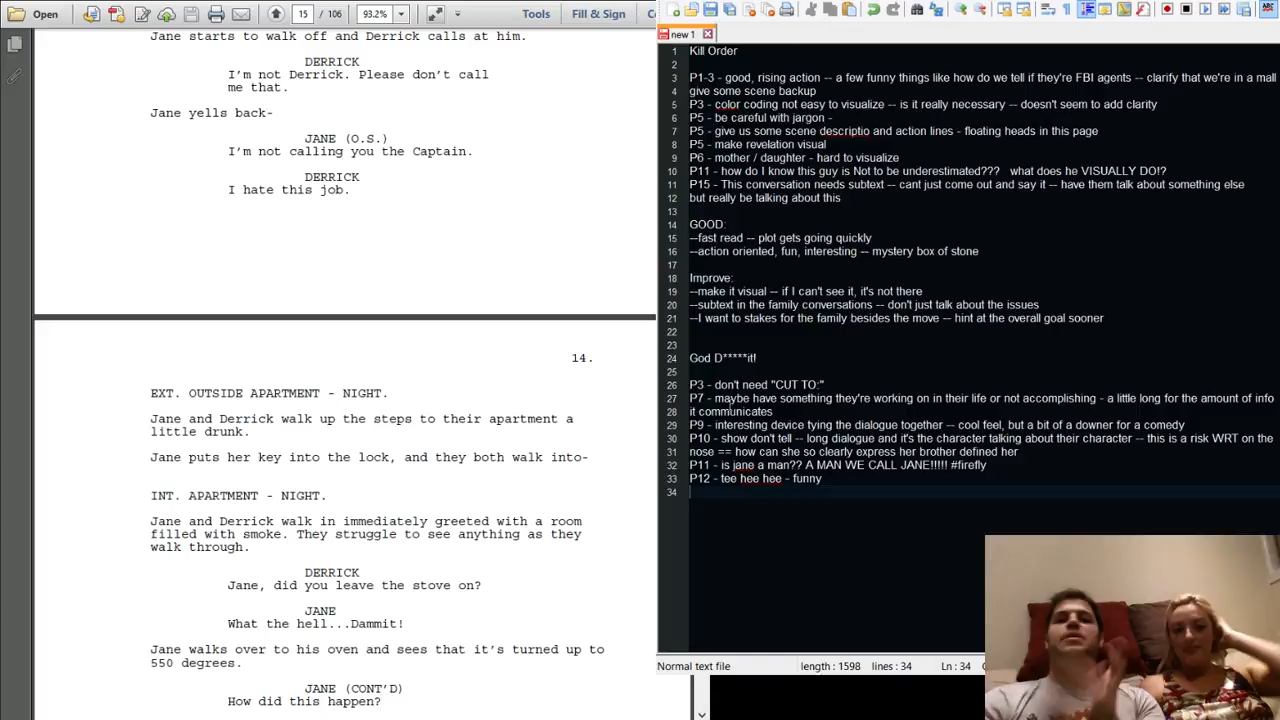 Open
15 / 106
93.2%
Tools
Fill & Sign
Jane starts to walk off and Derrick calls at him.
DERRICK
I'm not Derrick. Please don't call
me that.
Jane yells back-
JANE (O.S.)
I'm not calling you the Captain.
DERRICK
I hate this job.
14.
EXT. OUTSIDE APARTMENT - NIGHT.
Jane and Derrick walk up the steps to their apartment a
little drunk.
Jane puts her key into the lock, and they both walk into-
INT. APARTMENT - NIGHT.
Jane and Derrick walk in immediately greeted with a room
filled with smoke. They struggle to see anything as they
walk through.
DERRICK
Jane, did you leave the stove on?
JANE
What the hell...Dammit!
Jane walks over to his oven and sees that it's turned up to
550 degrees.
JANE (CONT'D)
How did this happen?
new 1
1 Kill Order
2
3 P1-3 - good, rising action -- a few funny things like how do we tell if they're FBI agents -- clarify that we're in a mall
4 give some scene backup
5 P3 - color coding not easy to visualize -- is it really necessary -- doesn't seem to add clarity
6 P5 - be careful with jargon -
7 P5 - give us some scene descriptio and action lines - floating heads in this page
8 P5 - make revelation visual
9 P6 - mother / daughter - hard to visualize
10 P11 - how do I know this guy is Not to be underestimated??? what does he VISUALLY DO!?
11 P15 - This conversation needs subtext -- cant just come out and say it -- have them talk about something else
12 but really be talking about this
13
14 GOOD:
15 --fast read -- plot gets going quickly
16 --action oriented, fun, interesting -- mystery box of stone
17
18 Improve:
19 --make it visual -- if I can't see it, it's not there
20 --subtext in the family conversations -- don't just talk about the issues
21 --I want to stakes for the family besides the move -- hint at the overall goal sooner
22
23
24 God D*****it!
25
26 P3 - don't need "CUT TO:"
27 P7 - maybe have something they're working on in their life or not accomplishing - a little long for the amount of info
28 it communicates
29 P9 - interesting device tying the dialogue together -- cool feel, but a bit of a downer for a comedy
30 P10 - show don't tell -- long dialogue and it's the character talking about their character -- this is a risk WRT on the
31 nose == how can she so clearly express her brother defined her
32 P11 - is jane a man?? A MAN WE CALL JANE!!!!! #firefly
33 P12 - tee hee hee - funny
34
Normal text file
length : 1598 lines : 34
Ln : 34